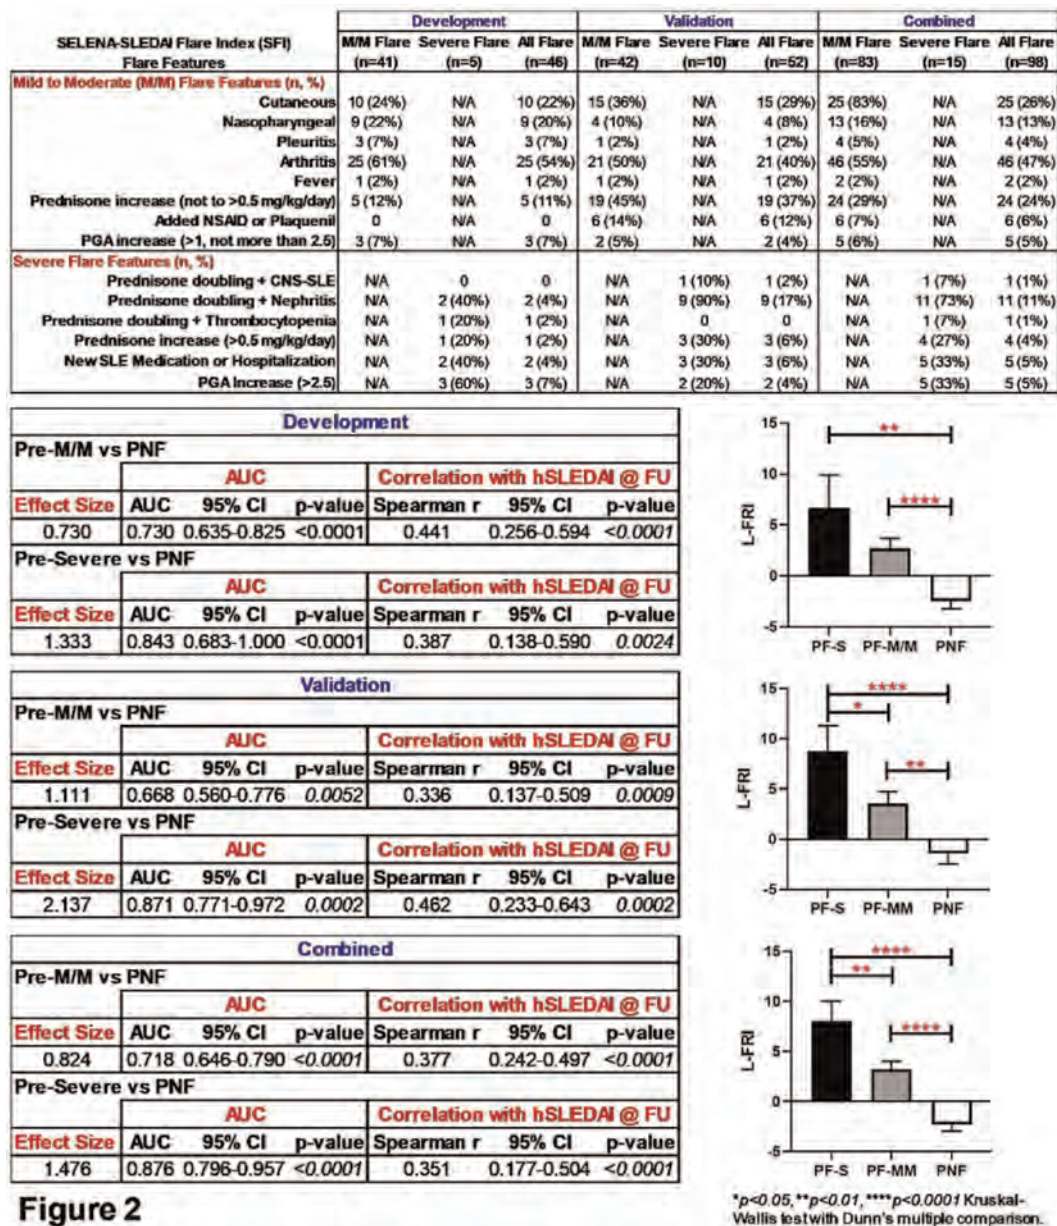 Development Validation Combined
SELENA-SLEDAI Flare Index (SFI) M/M Flare Severe Flare All Flare M/M Flare Severe Flare All Flare M/M Flare Severe Flare All Flare
Flare Features (n=41) (n=5) (n=46) (n=42) (n=10) (n=52) (n=83) (n=15) (n=98)
Mild to Moderate (M/M) Flare Features (n, %)
Cutaneous 10 (24%) N/A 10 (22%) 15 (36%) N/A 15 (29%) 25 (83%) N/A 25 (26%)
Nasopharyngeal 9 (22%) N/A 9 (20%) 4 (10%) N/A 4 (8%) 13 (16%) N/A 13 (13%)
Pleuritis 3 (7%) N/A 3 (7%) 1 (2%) N/A 1 (2%) 4 (5%) N/A 4 (4%)
Arthritis 25 (61%) N/A 25 (54%) 21 (50%) N/A 21 (40%) 46 (55%) N/A 46 (47%)
Fever 1 (2%) N/A 1 (2%) 1 (2%) N/A 1 (2%) 2 (2%) N/A 2 (2%)
Prednisone increase (not to >0.5 mg/kg/day) 5 (12%) N/A 5 (11%) 19 (45%) N/A 19 (37%) 24 (29%) N/A 24 (24%)
Added NSAID or Plaquenil 0 N/A 0 6 (14%) N/A 6 (12%) 6 (7%) N/A 6 (6%)
PGA increase (>1, not more than 2.5) 3 (7%) N/A 3 (7%) 2 (5%) N/A 2 (4%) 5 (6%) N/A 5 (5%)
Severe Flare Features (n, %)
Prednisone doubling + CNS-SLE N/A 0 0 N/A 1 (10%) 1 (2%) N/A 1 (7%) 1 (1%)
Prednisone doubling + Nephritis N/A 2 (40%) 2 (4%) N/A 9 (90%) 9 (17%) N/A 11 (73%) 11 (11%)
Prednisone doubling + Thrombocytopenia N/A 1 (20%) 1 (2%) N/A 0 0 N/A 1 (7%) 1 (1%)
Prednisone increase (>0.5 mg/kg/day) N/A 1 (20%) 1 (2%) N/A 3 (30%) 3 (6%) N/A 4 (27%) 4 (4%)
New SLE Medication or Hospitalization N/A 2 (40%) 2 (4%) N/A 3 (30%) 3 (6%) N/A 5 (33%) 5 (5%)
PGA Increase (>2.5) N/A 3 (60%) 3 (7%) N/A 2 (20%) 2 (4%) N/A 5 (33%) 5 (5%)
Development
Pre-M/M vs PNF
AUC Correlation with hSLEDAI @ FU
Effect Size AUC 95% CI p-value Spearman r 95% CI p-value
0.730 0.730 0.635-0.825 <0.0001 0.441 0.256-0.594 <0.0001
Pre-Severe vs PNF
AUC Correlation with hSLEDAI @ FU
Effect Size AUC 95% CI p-value Spearman r 95% CI p-value
1.333 0.843 0.683-1.000 <0.0001 0.387 0.138-0.590 0.0024
15
10
5
0
-5
L-FRI
**
****
PF-S PF-M/M PNF
Validation
Pre-M/M vs PNF
AUC Correlation with hSLEDAI @ FU
Effect Size AUC 95% CI p-value Spearman r 95% CI p-value
1.111 0.668 0.560-0.776 0.0052 0.336 0.137-0.509 0.0009
Pre-Severe vs PNF
AUC Correlation with hSLEDAI @ FU
Effect Size AUC 95% CI p-value Spearman r 95% CI p-value
2.137 0.871 0.771-0.972 0.0002 0.462 0.233-0.643 0.0002
15
10
5
0
-5
L-FRI
****
*
**
PF-S PF-MM PNF
Combined
Pre-M/M vs PNF
AUC Correlation with hSLEDAI @ FU
Effect Size AUC 95% CI p-value Spearman r 95% CI p-value
0.824 0.718 0.646-0.790 <0.0001 0.377 0.242-0.497 <0.0001
Pre-Severe vs PNF
AUC Correlation with hSLEDAI @ FU
Effect Size AUC 95% CI p-value Spearman r 95% CI p-value
1.476 0.876 0.796-0.957 <0.0001 0.351 0.177-0.504 <0.0001
15
10
5
0
-5
L-FRI
****
**
****
PF-S PF-MM PNF
Figure 2
*p<0.05, **p<0.01, ****p<0.0001 Kruskal-
Wallis test with Dunn's multiple comparison.